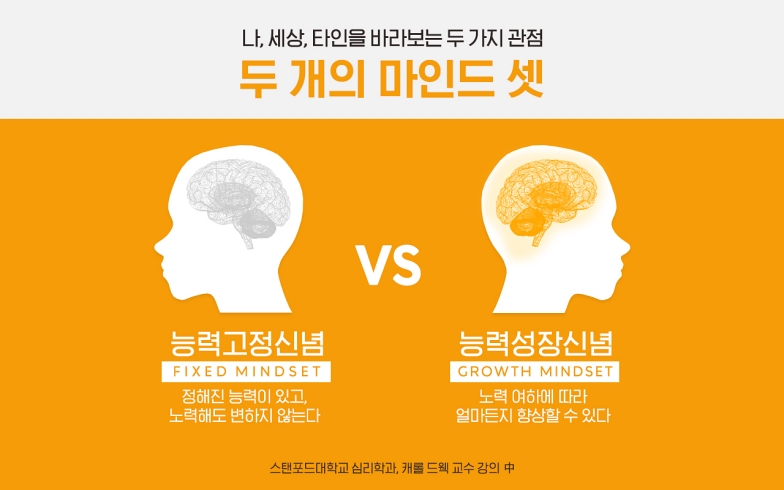 나, 세상, 타인을 바라보는 두 가지 관점
두 개의 마인드 셋
VS
능력고정신념
FIXED MINDSET
정해진 능력이 있고,
노력해도 변하지 않는다
능력성장신념
GROWTH MINDSET
노력 여하에 따라
얼마든지 향상할 수 있다
스탠포드대학교 심리학과, 캐롤 드웩 교수 강의 中